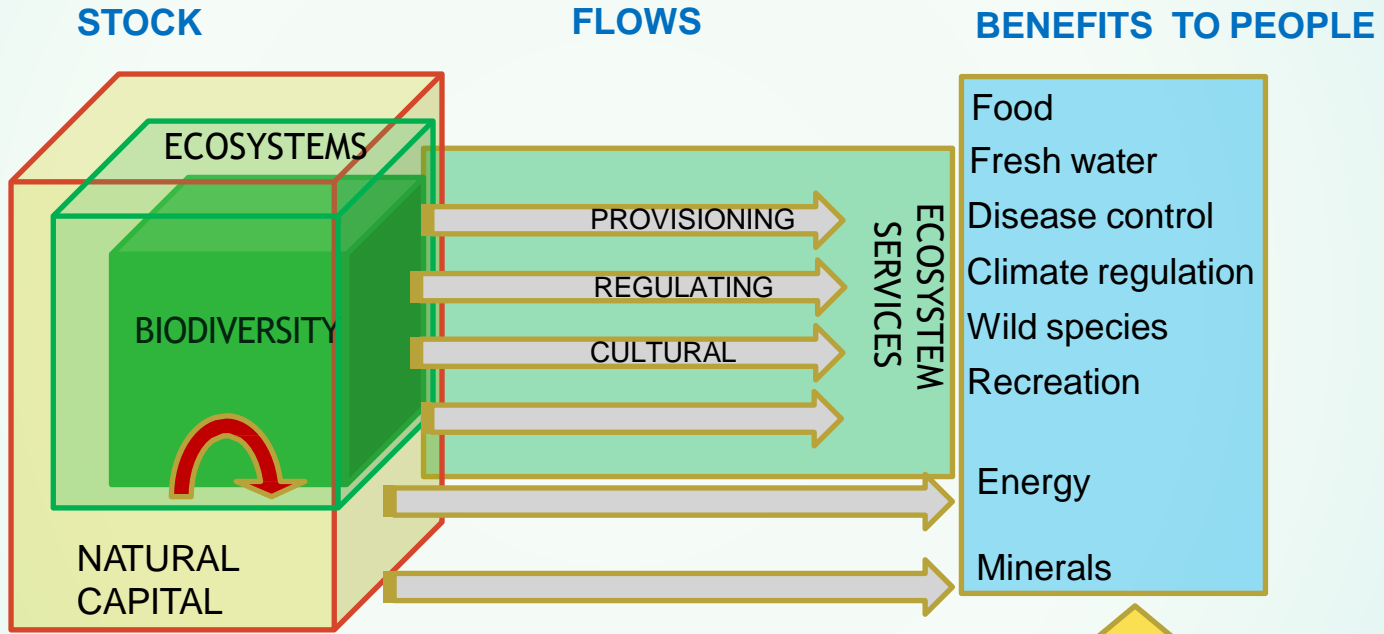 STOCK
FLOWS
BENEFITS TO PEOPLE
ECOSYSTEMS
BIODIVERSITY
NATURAL
CAPITAL
PROVISIONING
REGULATING
CULTURAL
ECOSYSTEM
SERVICES
Food
Fresh water
Disease control
Climate regulation
Wild species
Recreation
Energy
Minerals